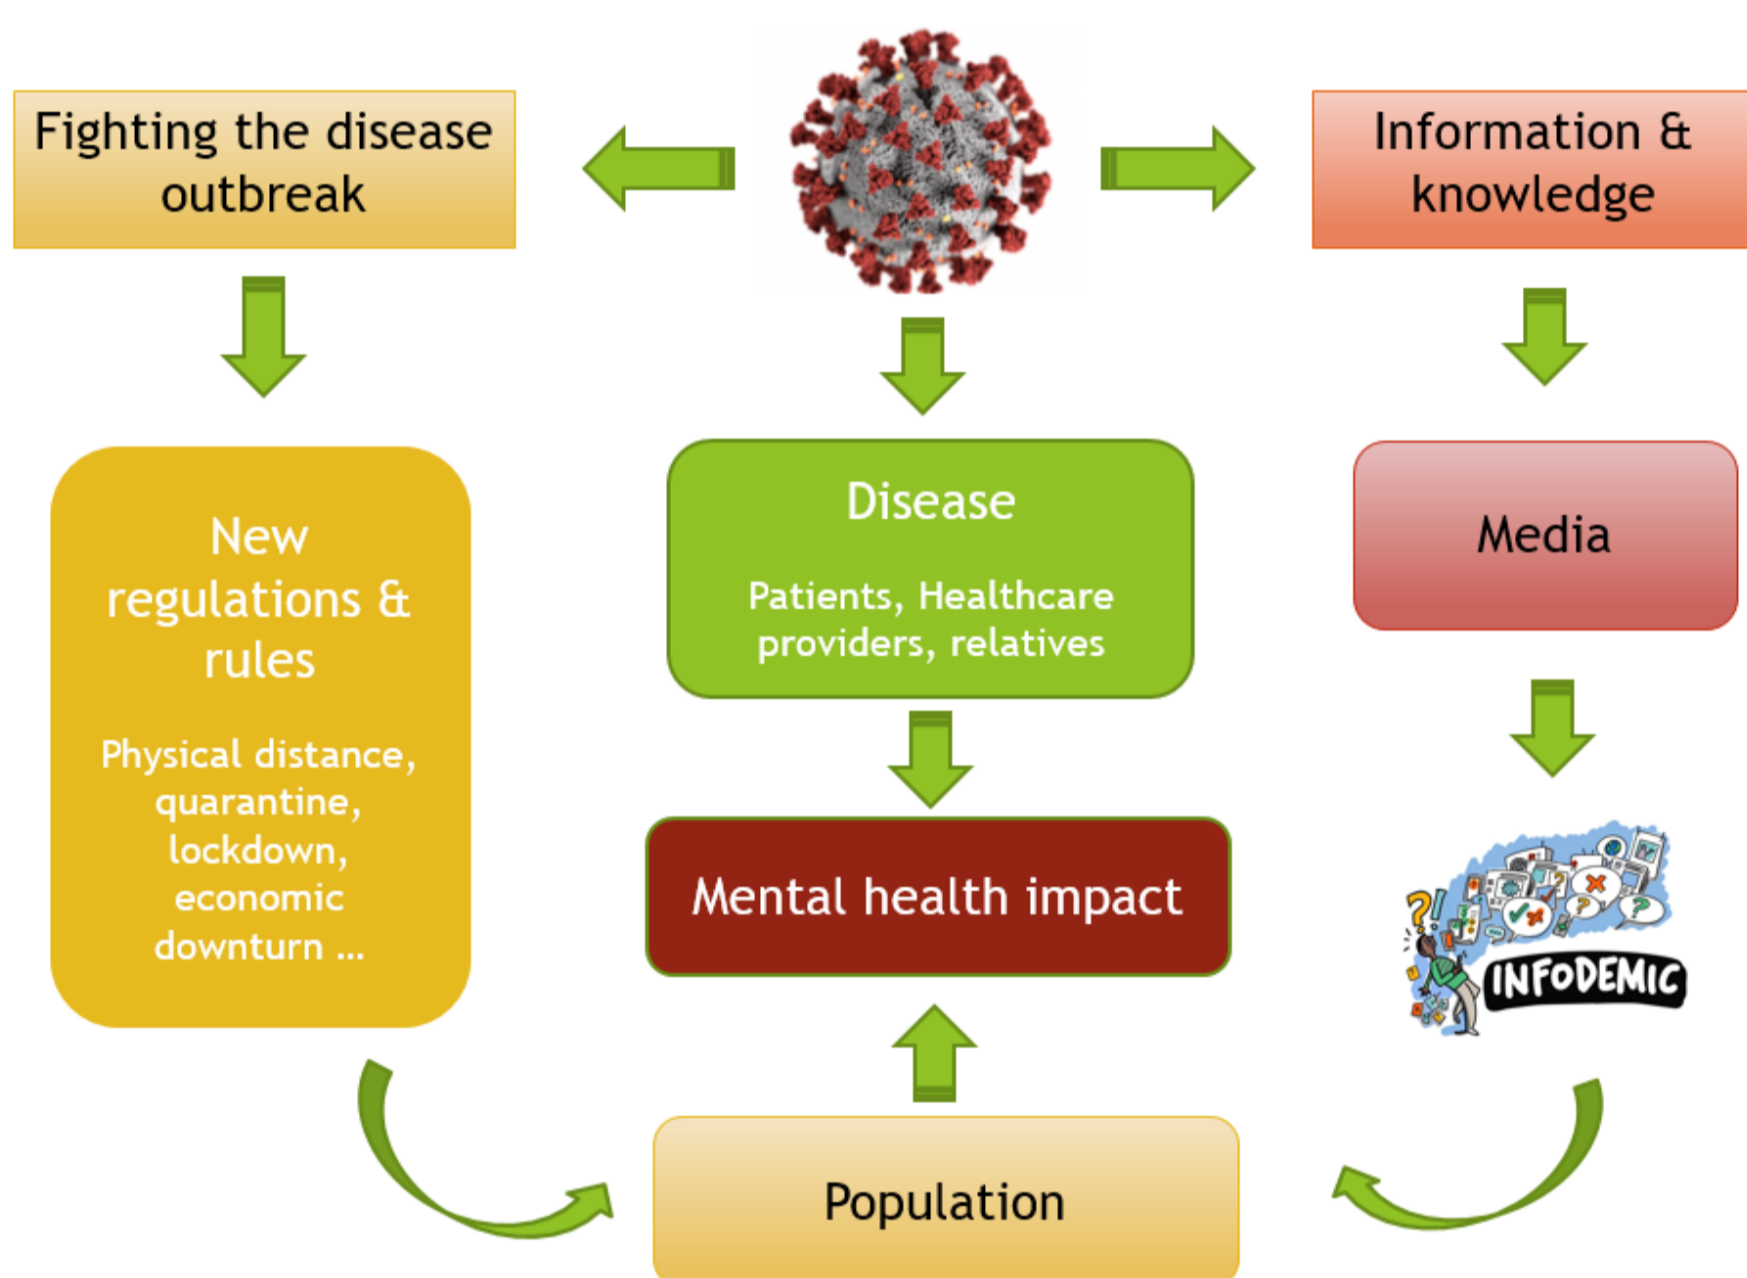 Fighting the disease
outbreak
Information &
knowledge
New
regulations &
rules
Physical distance,
quarantine,
lockdown,
economic
downturn ...
Disease
Patients, Healthcare
providers, relatives
Media
Mental health impact
INFODEMIC
Population